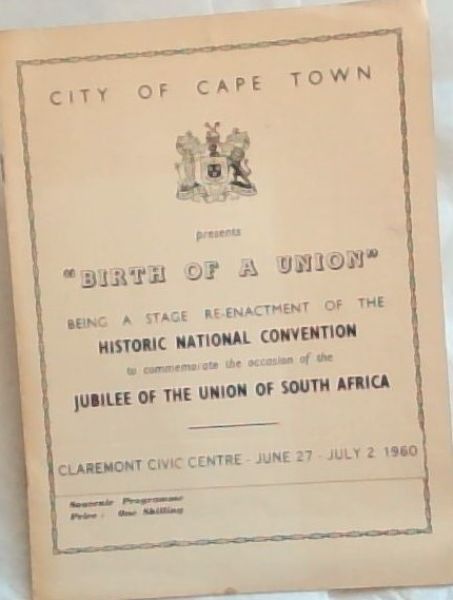 CITY OF CAPE TOWN
presents
"BIRTH OF A UNION"
BEING A STAGE RE-ENACTMENT OF THE
HISTORIC NATIONAL CONVENTION
to commemorate the occasion of the
JUBILEE OF THE UNION OF SOUTH AFRICA
CLAREMONT CIVIC CENTRE - JUNE 27 - JULY 2 1960
Souvenir Programme
Price: One Shilling